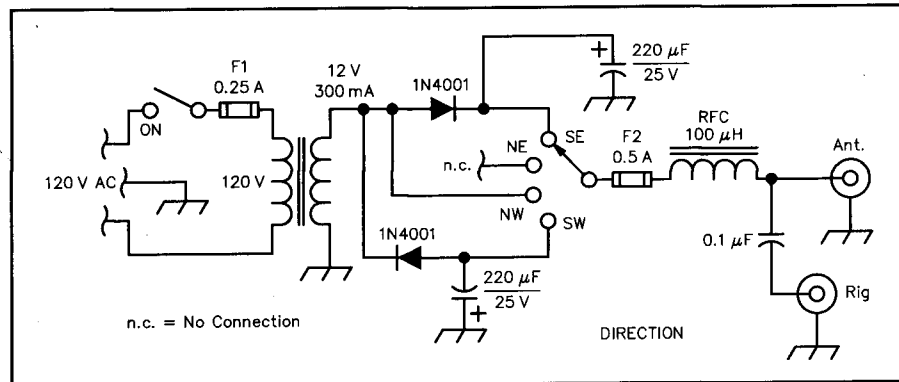 F1
0.25 A
ON
120 V AC
120 V
12 V
300 mA
1N4001
+
220 µF
25 V
NE
n.c.
SE
NW
SW
F2
0.5 A
RFC
100 µH
Ant.
0.1 µF
Rig
1N4001
220 µF
25 V
+
n.c. = No Connection
DIRECTION